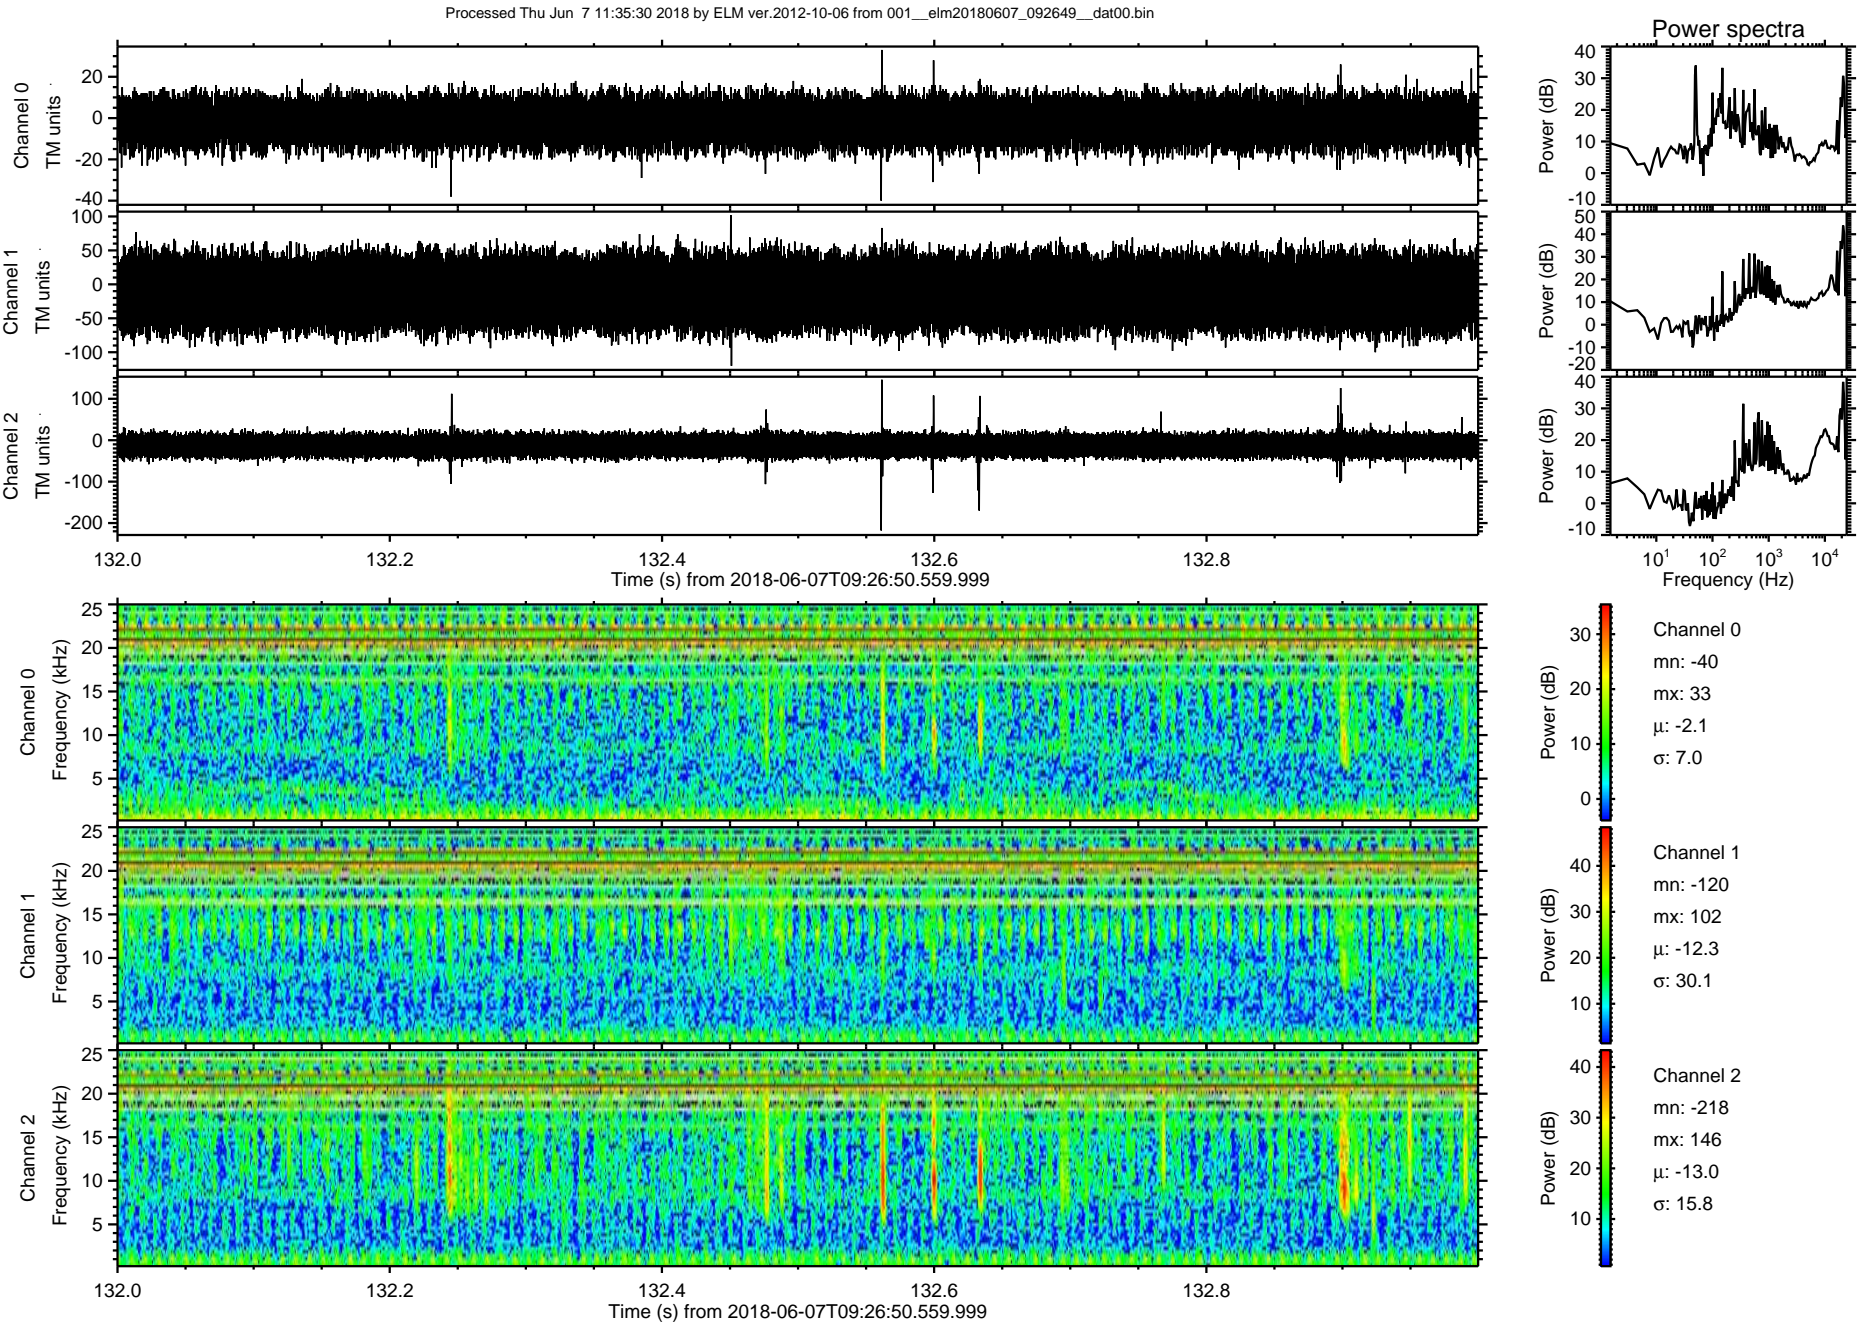 Processed Thu Jun  7 11:35:30 2018 by ELM ver.2012-10-06 from 001__elm20180607_092649__dat00.bin
Power spectra
Channel 0
TM units
20
0
-20
-40
Power (dB)
40
30
20
10
0
-10
Channel 1
TM units
100
50
0
-50
-100
Power (dB)
50
40
30
20
10
0
-10
-20
Channel 2
TM units
100
0
-100
-200
Power (dB)
40
30
20
10
0
-10
132.0 132.2 132.4 132.6 132.8
Time (s) from 2018-06-07T09:26:50.559.999
10¹ 10² 10³ 10⁴
Frequency (Hz)
Channel 0
Frequency (kHz)
25
20
15
10
5
Power (dB)
30
20
10
0
Channel 0
mn: -40
mx: 33
μ: -2.1
σ: 7.0
Channel 1
Frequency (kHz)
25
20
15
10
5
Power (dB)
40
30
20
10
Channel 1
mn: -120
mx: 102
μ: -12.3
σ: 30.1
Channel 2
Frequency (kHz)
25
20
15
10
5
Power (dB)
40
30
20
10
Channel 2
mn: -218
mx: 146
μ: -13.0
σ: 15.8
132.0 132.2 132.4 132.6 132.8
Time (s) from 2018-06-07T09:26:50.559.999